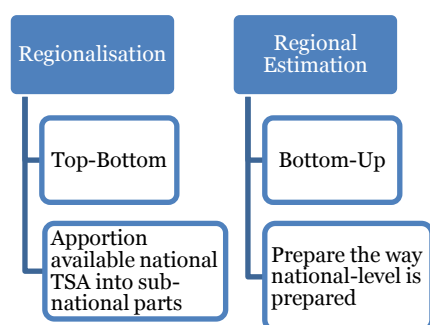 Regionalisation
Top-Bottom
Apportion
available national
TSA into sub-
national parts
Regional
Estimation
Bottom-Up
Prepare the way
national-level is
prepared